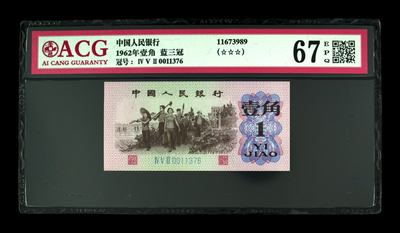 ACG
AI CANG GUARANTY
中国人民银行
1962年壹角 蓝三冠
冠号: Ⅳ Ⅴ Ⅱ 0011376
11673989
(☆☆☆)
67 EPQ
中國人民銀行
壹角
1
YI
JIAO
Ⅳ Ⅴ Ⅱ 0011376